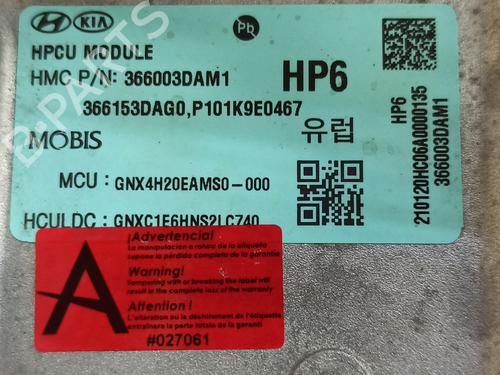 HYUNDAI KIA Pb
HPCU MODULE
HMC P/N: 366003DAM1 HP6
366153DAG0,P101K9E0467
MOBIS 유럽
MCU : GNX4H20EAMS0-000
HCU LDC : GNXC1E6HNS2LC740
HP6
210120HC06A0000135
366003DAM1
A
¡Advertencia!
La manipulación o rotura de la etiqueta
supone la pérdida completa de la garantía
Warning!
Tampering with or breaking the label will
result in the complete loss of the warranty
Attention !
L'altération ou le déchirement de l'étiquette
entraînera la perte totale de la garanti
#027061
B-Parts